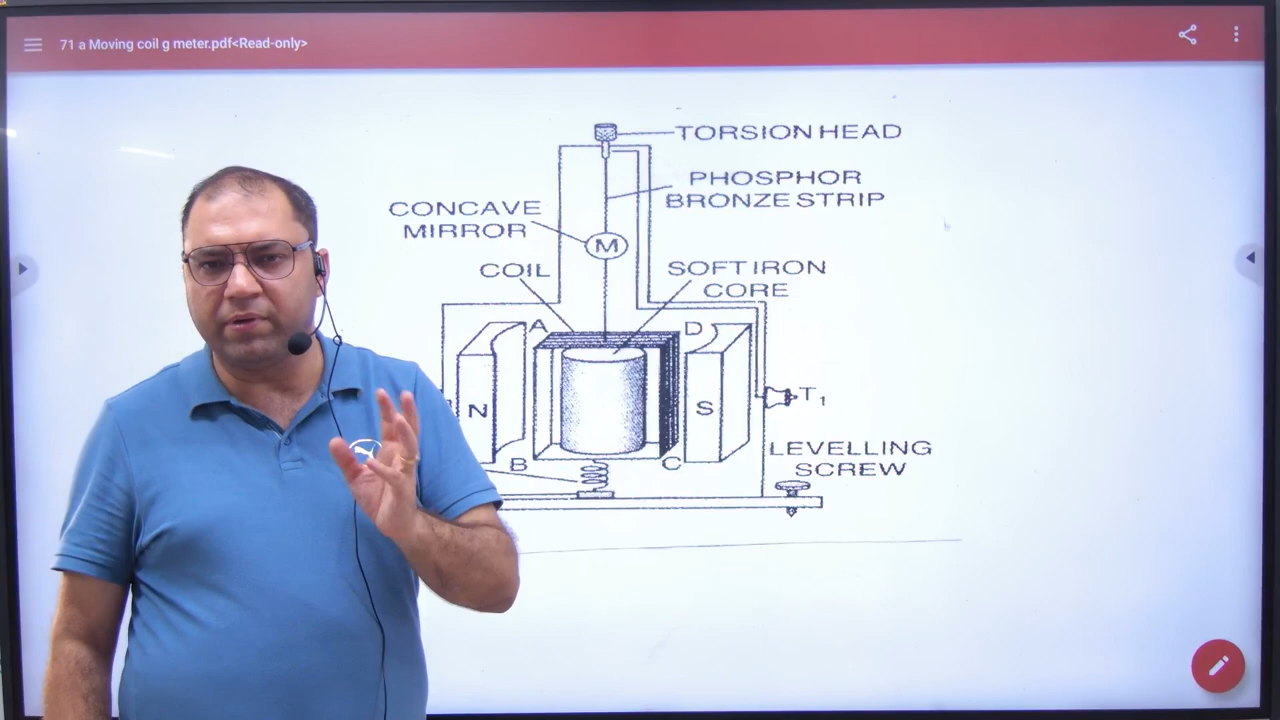 71 a Moving coil g meter.pdf<Read-only>
TORSION HEAD
PHOSPHOR
BRONZE STRIP
CONCAVE
MIRROR
M
COIL
SOFT IRON
CORE
A
D
N
S
T1
B
C
LEVELLING
SCREW